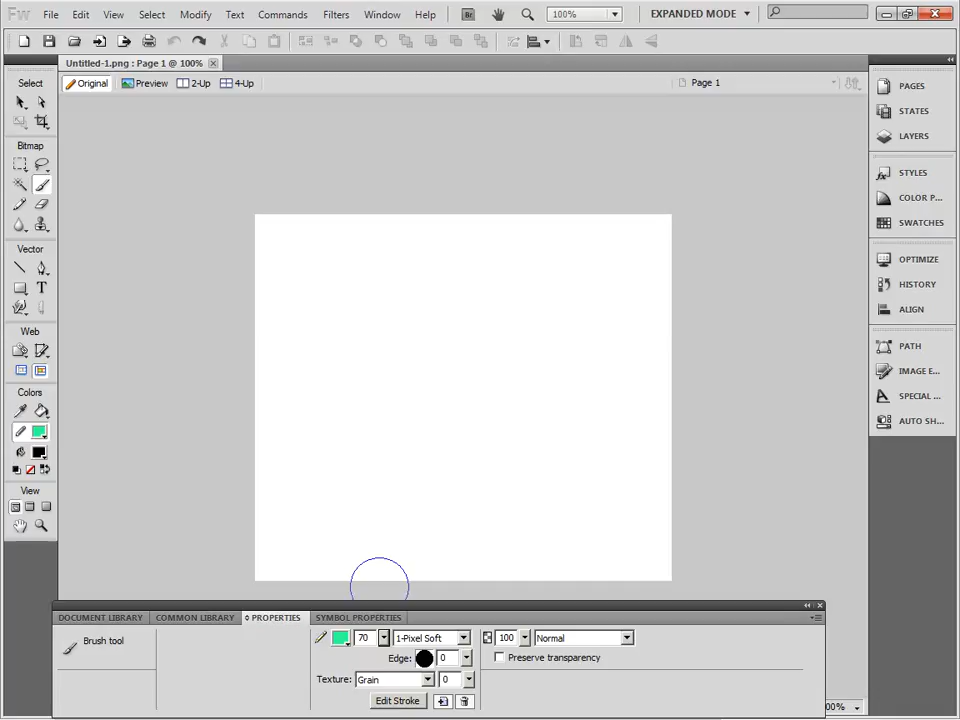 Fw File Edit View Select Modify Text Commands Filters Window Help Br 100% EXPANDED MODE
Untitled-1.png : Page 1 @ 100%
Original Preview 2-Up 4-Up Page 1
Select
Bitmap
Vector
T
Web
Colors
View
PAGES
STATES
LAYERS
STYLES
COLOR P...
SWATCHES
OPTIMIZE
HISTORY
ALIGN
PATH
IMAGE E...
SPECIAL ...
AUTO SH...
DOCUMENT LIBRARY COMMON LIBRARY PROPERTIES SYMBOL PROPERTIES
Brush tool 70 1-Pixel Soft 100 Normal
Edge: 0 Preserve transparency
Texture: Grain 0
Edit Stroke
00%